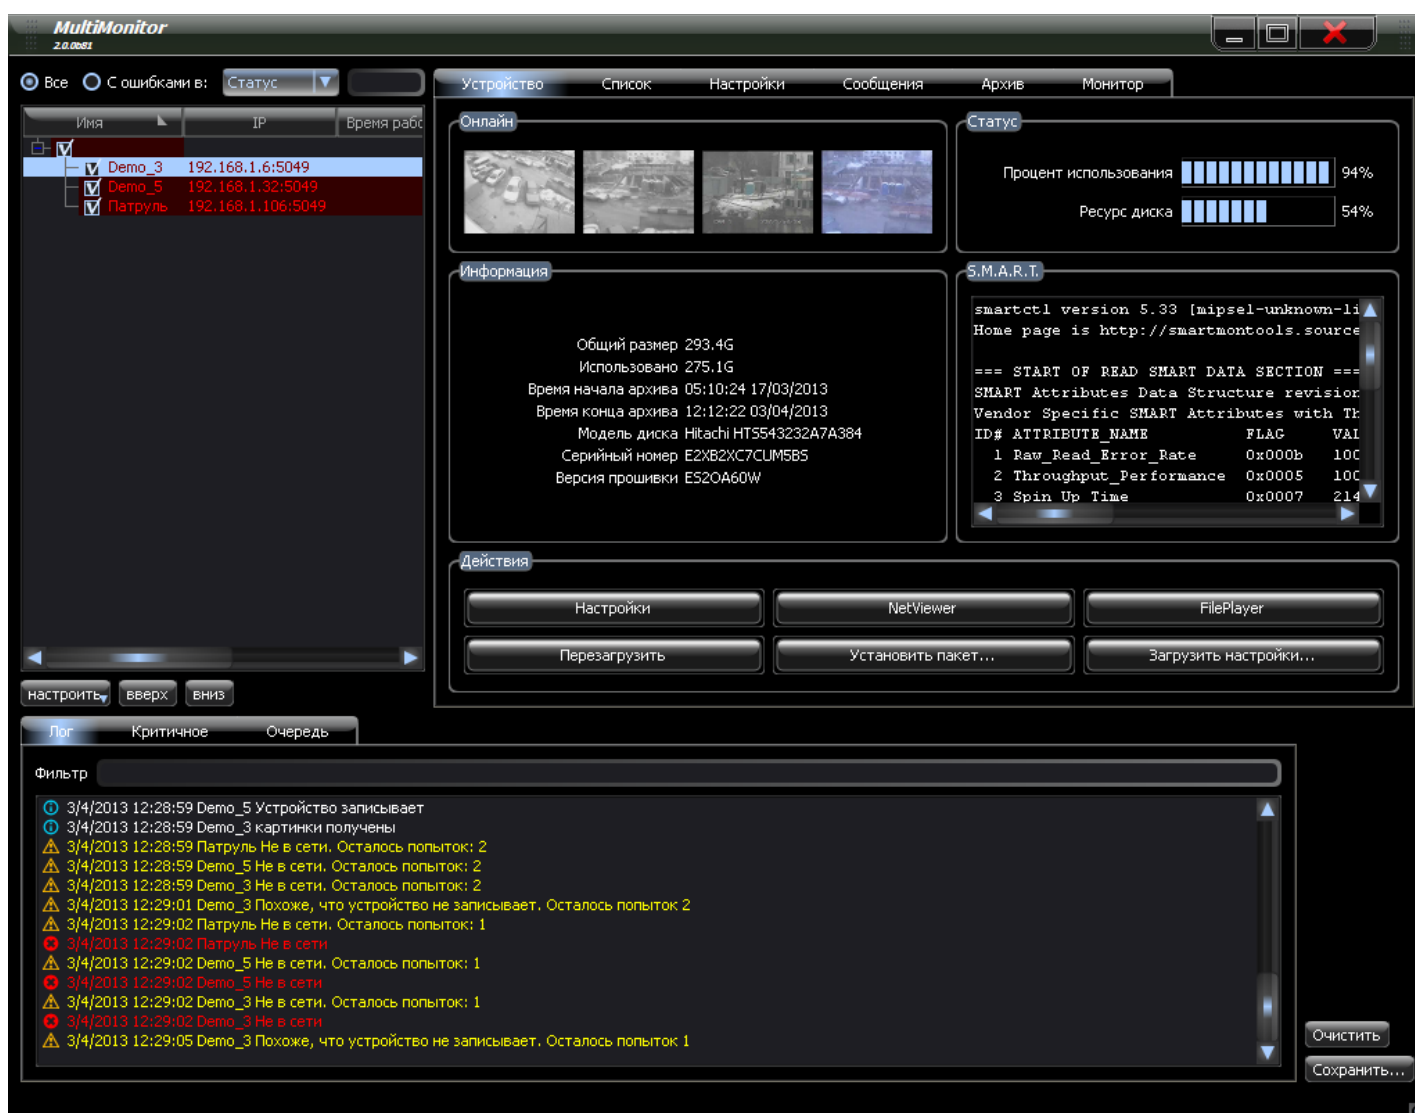 MultiMonitor
2.0.0b81
Все С ошибками в: Статус
Имя IP Время рабо
Demo_3 192.168.1.6:5049
Demo_5 192.168.1.32:5049
Патруль 192.168.1.106:5049
настроить вверх вниз
Устройство Список Настройки Сообщения Архив Монитор
Онлайн
Статус
Процент использования 94%
Ресурс диска 54%
Информация
Общий размер 293.4G
Использовано 275.1G
Время начала архива 05:10:24 17/03/2013
Время конца архива 12:12:22 03/04/2013
Модель диска Hitachi HTS543232A7A384
Серийный номер E2XB2XC7CUM5BS
Версия прошивки ES2OA60W
S.M.A.R.T.
smartctl version 5.33 [mipsel-unknown-li
Home page is http://smartmontools.source
=== START OF READ SMART DATA SECTION ===
SMART Attributes Data Structure revision
Vendor Specific SMART Attributes with Th
ID# ATTRIBUTE_NAME FLAG VAL
1 Raw_Read_Error_Rate 0x000b 100
2 Throughput_Performance 0x0005 100
3 Spin_Up_Time 0x0007 214
Действия
Настройки NetViewer FilePlayer
Перезагрузить Установить пакет... Загрузить настройки...
Лог Критичное Очередь
Фильтр
3/4/2013 12:28:59 Demo_5 Устройство записывает
3/4/2013 12:28:59 Demo_3 картинки получены
3/4/2013 12:28:59 Патруль Не в сети. Осталось попыток: 2
3/4/2013 12:28:59 Demo_5 Не в сети. Осталось попыток: 2
3/4/2013 12:28:59 Demo_3 Не в сети. Осталось попыток: 2
3/4/2013 12:29:01 Demo_3 Похоже, что устройство не записывает. Осталось попыток 2
3/4/2013 12:29:02 Патруль Не в сети. Осталось попыток: 1
3/4/2013 12:29:02 Патруль Не в сети
3/4/2013 12:29:02 Demo_5 Не в сети. Осталось попыток: 1
3/4/2013 12:29:02 Demo_5 Не в сети
3/4/2013 12:29:02 Demo_3 Не в сети. Осталось попыток: 1
3/4/2013 12:29:02 Demo_3 Не в сети
3/4/2013 12:29:05 Demo_3 Похоже, что устройство не записывает. Осталось попыток 1
Очистить
Сохранить...